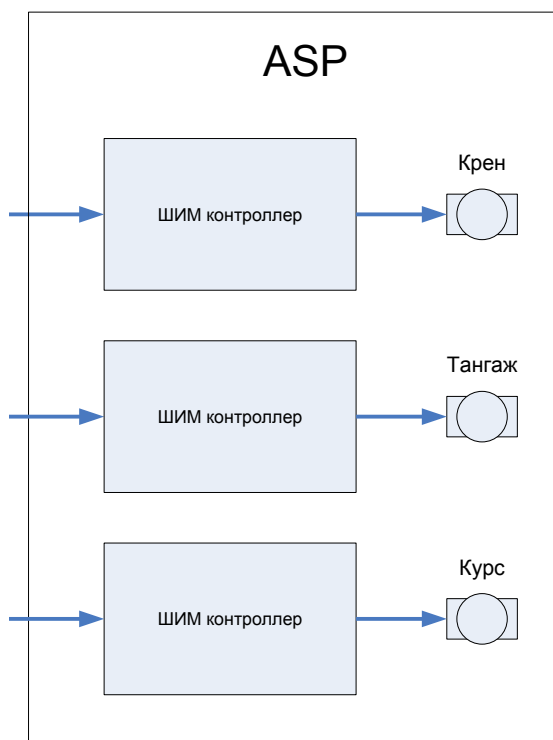 ASP
Крен
ШИМ контроллер
Тангаж
ШИМ контроллер
Курс
ШИМ контроллер